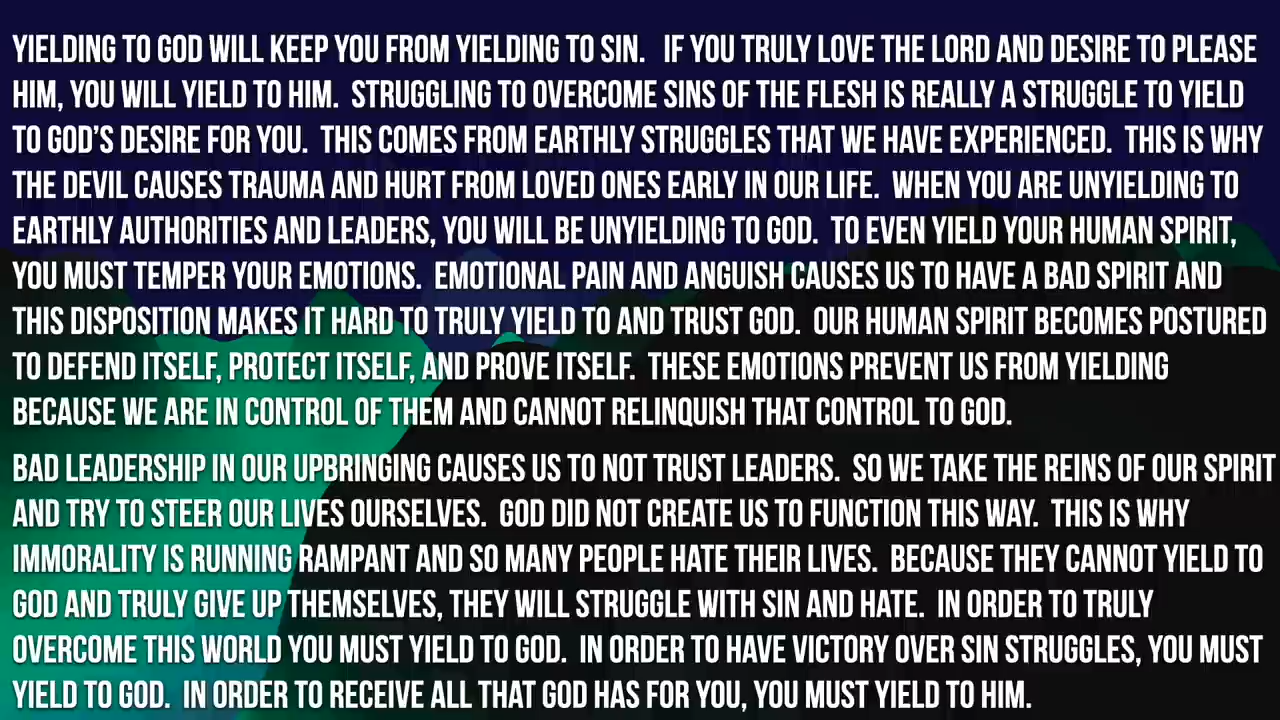 YIELDING TO GOD WILL KEEP YOU FROM YIELDING TO SIN.   IF YOU TRULY LOVE THE LORD AND DESIRE TO PLEASE
HIM, YOU WILL YIELD TO HIM.  STRUGGLING TO OVERCOME SINS OF THE FLESH IS REALLY A STRUGGLE TO YIELD
TO GOD’S DESIRE FOR YOU.  THIS COMES FROM EARTHLY STRUGGLES THAT WE HAVE EXPERIENCED.  THIS IS WHY
THE DEVIL CAUSES TRAUMA AND HURT FROM LOVED ONES EARLY IN OUR LIFE.  WHEN YOU ARE UNYIELDING TO
EARTHLY AUTHORITIES AND LEADERS, YOU WILL BE UNYIELDING TO GOD.  TO EVEN YIELD YOUR HUMAN SPIRIT,
YOU MUST TEMPER YOUR EMOTIONS.  EMOTIONAL PAIN AND ANGUISH CAUSES US TO HAVE A BAD SPIRIT AND
THIS DISPOSITION MAKES IT HARD TO TRULY YIELD TO AND TRUST GOD.  OUR HUMAN SPIRIT BECOMES POSTURED
TO DEFEND ITSELF, PROTECT ITSELF, AND PROVE ITSELF.  THESE EMOTIONS PREVENT US FROM YIELDING
BECAUSE WE ARE IN CONTROL OF THEM AND CANNOT RELINQUISH THAT CONTROL TO GOD.
BAD LEADERSHIP IN OUR UPBRINGING CAUSES US TO NOT TRUST LEADERS.  SO WE TAKE THE REINS OF OUR SPIRIT
AND TRY TO STEER OUR LIVES OURSELVES.  GOD DID NOT CREATE US TO FUNCTION THIS WAY.  THIS IS WHY
IMMORALITY IS RUNNING RAMPANT AND SO MANY PEOPLE HATE THEIR LIVES.  BECAUSE THEY CANNOT YIELD TO
GOD AND TRULY GIVE UP THEMSELVES, THEY WILL STRUGGLE WITH SIN AND HATE.  IN ORDER TO TRULY
OVERCOME THIS WORLD YOU MUST YIELD TO GOD.  IN ORDER TO HAVE VICTORY OVER SIN STRUGGLES, YOU MUST
YIELD TO GOD.  IN ORDER TO RECEIVE ALL THAT GOD HAS FOR YOU, YOU MUST YIELD TO HIM.